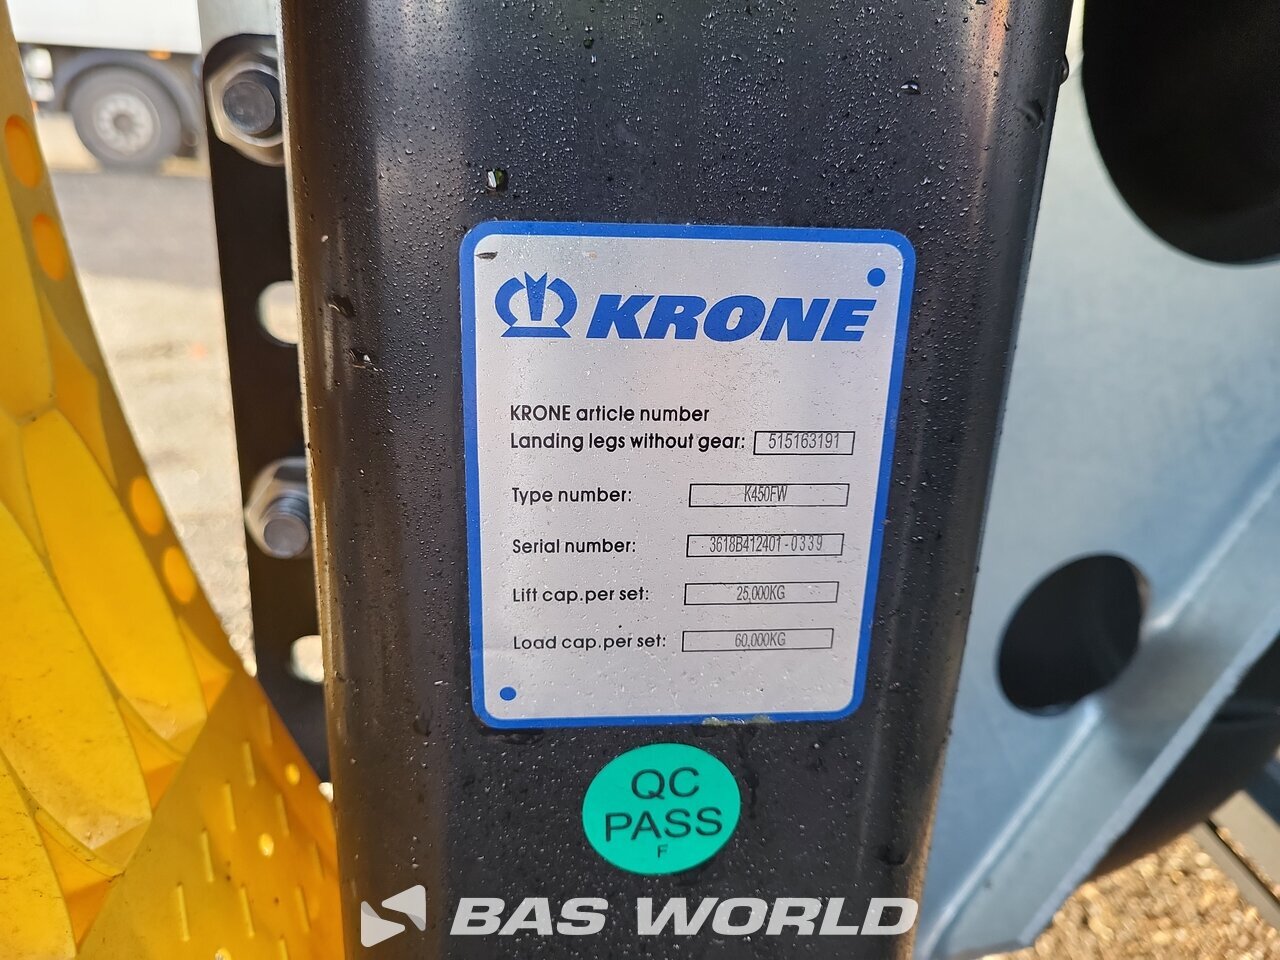 KRONE
KRONE article number
Landing legs without gear: 515163191
Type number: K450FW
Serial number: 3618B412401-0339
Lift cap.per set: 25,000KG
Load cap.per set: 60,000KG
QC
PASS
F
BAS WORLD